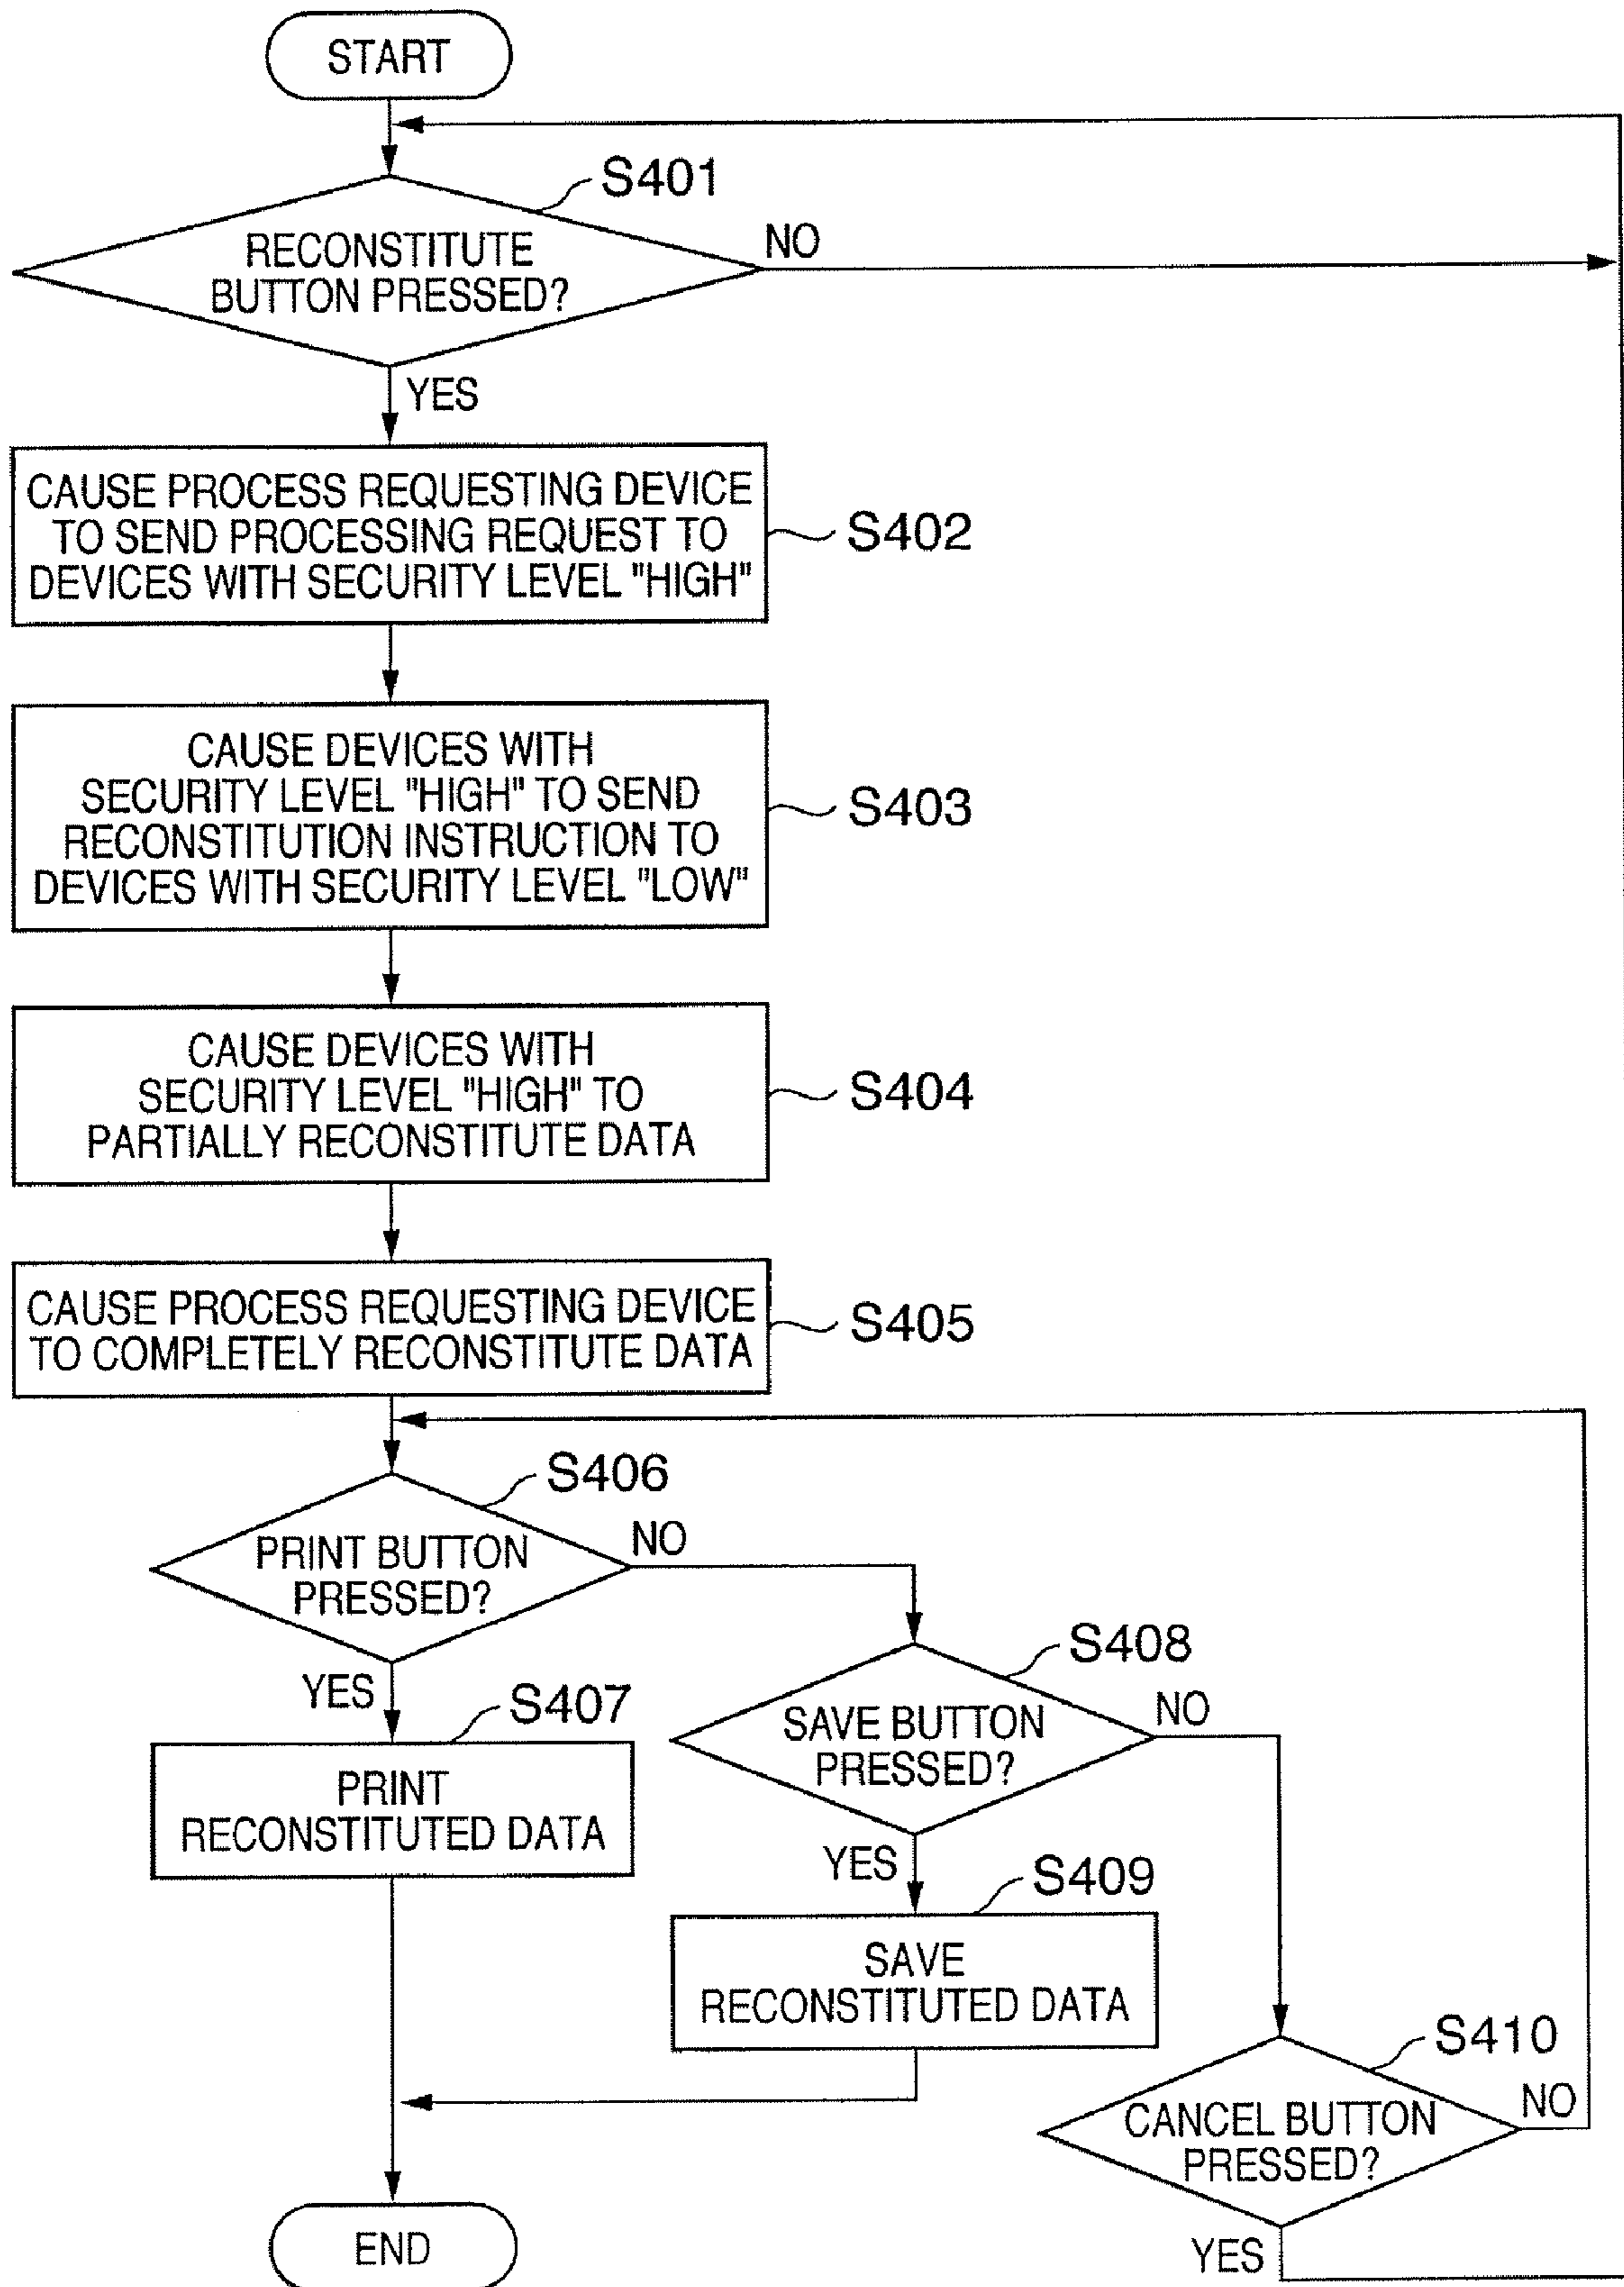 START
S401
RECONSTITUTE
BUTTON PRESSED?
NO
YES
CAUSE PROCESS REQUESTING DEVICE
TO SEND PROCESSING REQUEST TO
DEVICES WITH SECURITY LEVEL "HIGH"
S402
CAUSE DEVICES WITH
SECURITY LEVEL "HIGH" TO SEND
RECONSTITUTION INSTRUCTION TO
DEVICES WITH SECURITY LEVEL "LOW"
S403
CAUSE DEVICES WITH
SECURITY LEVEL "HIGH" TO
PARTIALLY RECONSTITUTE DATA
S404
CAUSE PROCESS REQUESTING DEVICE
TO COMPLETELY RECONSTITUTE DATA
S405
S406
PRINT BUTTON
PRESSED?
NO
YES
S407
PRINT
RECONSTITUTED DATA
S408
SAVE BUTTON
PRESSED?
NO
YES
S409
SAVE
RECONSTITUTED DATA
S410
CANCEL BUTTON
PRESSED?
NO
YES
END